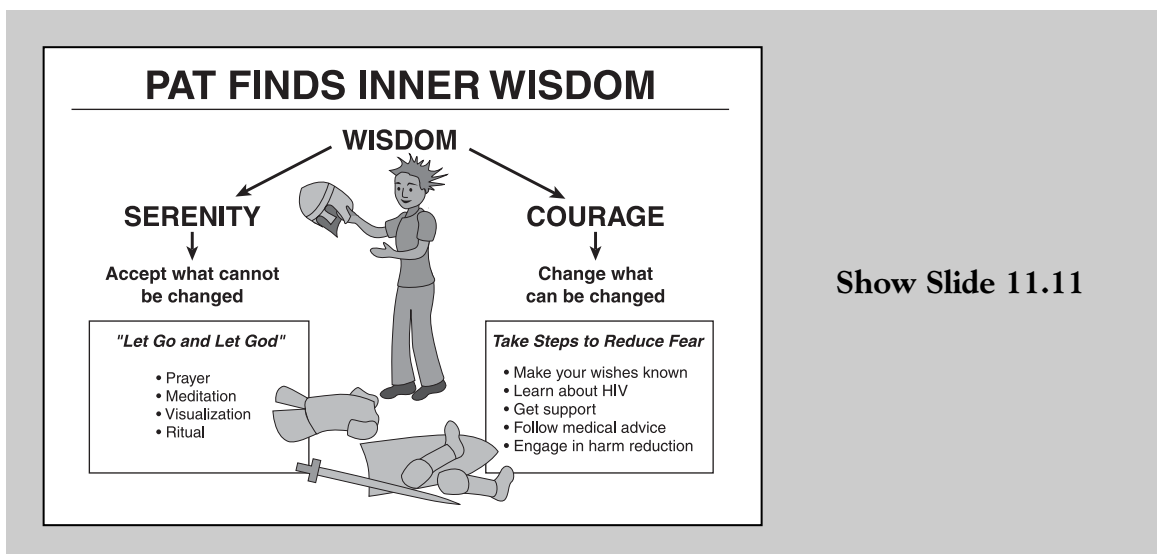 PAT FINDS INNER WISDOM
WISDOM
SERENITY
Accept what cannot
be changed
"Let Go and Let God"
• Prayer
• Meditation
• Visualization
• Ritual
COURAGE
Change what
can be changed
Take Steps to Reduce Fear
• Make your wishes known
• Learn about HIV
• Get support
• Follow medical advice
• Engage in harm reduction
Show Slide 11.11